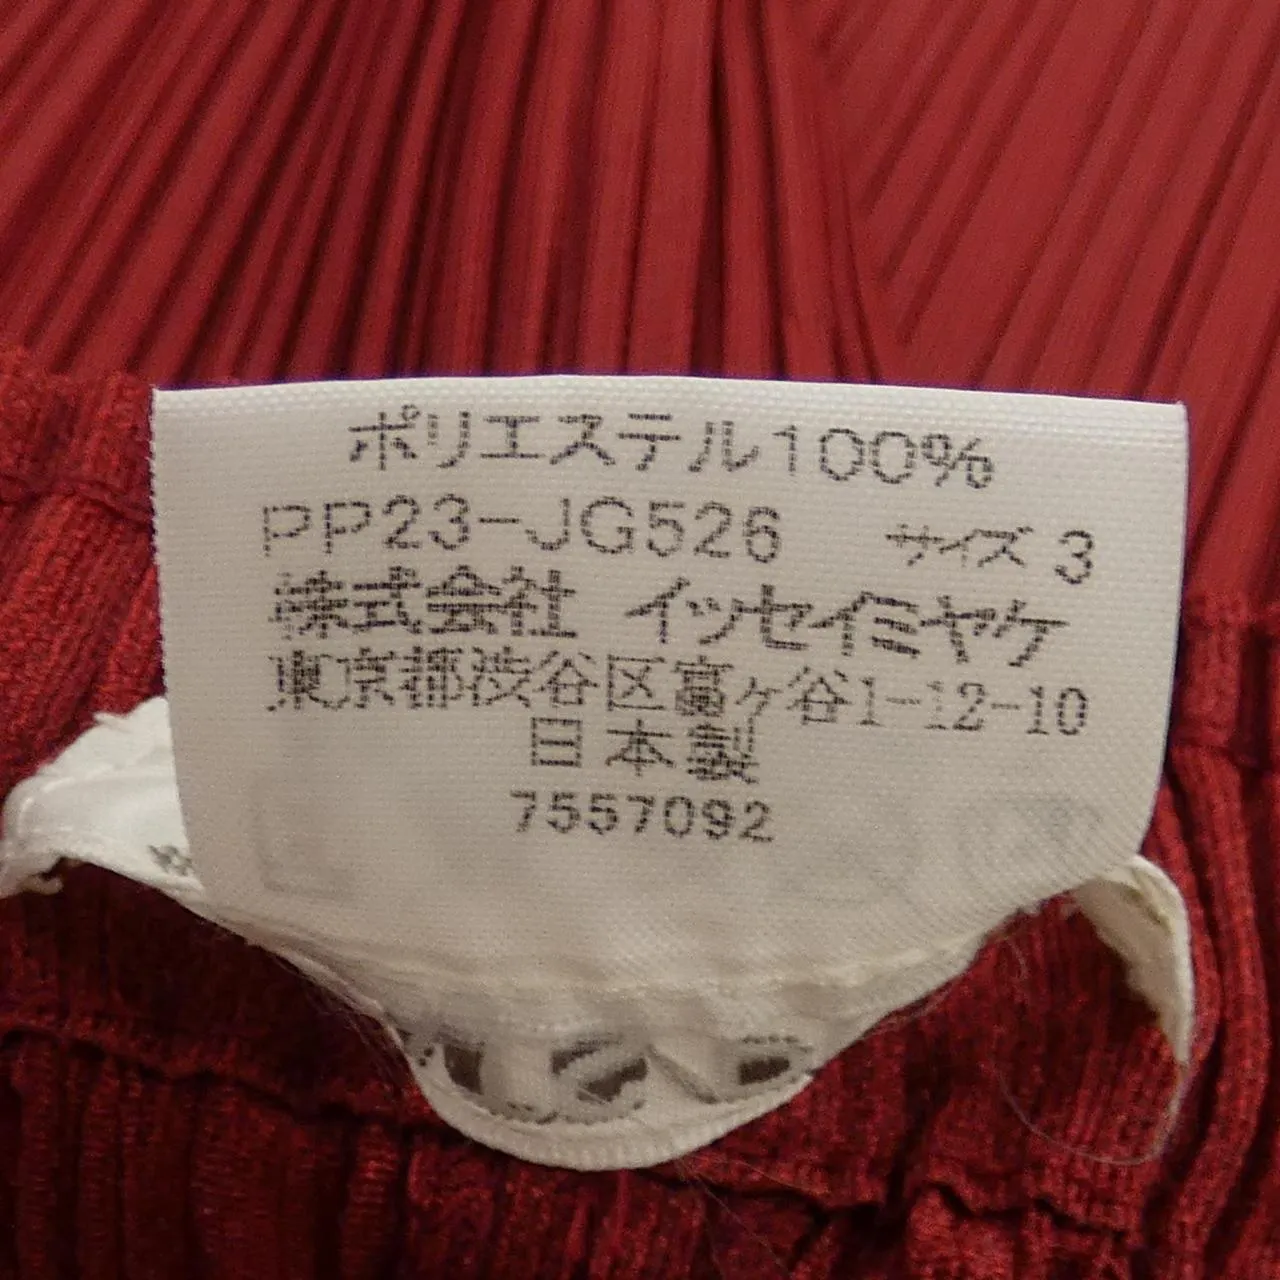 ポリエステル100%
PP23-JG526 サイズ 3
株式会社 イッセイミヤケ
東京都渋谷区富ヶ谷1-12-10
日本製
7557092